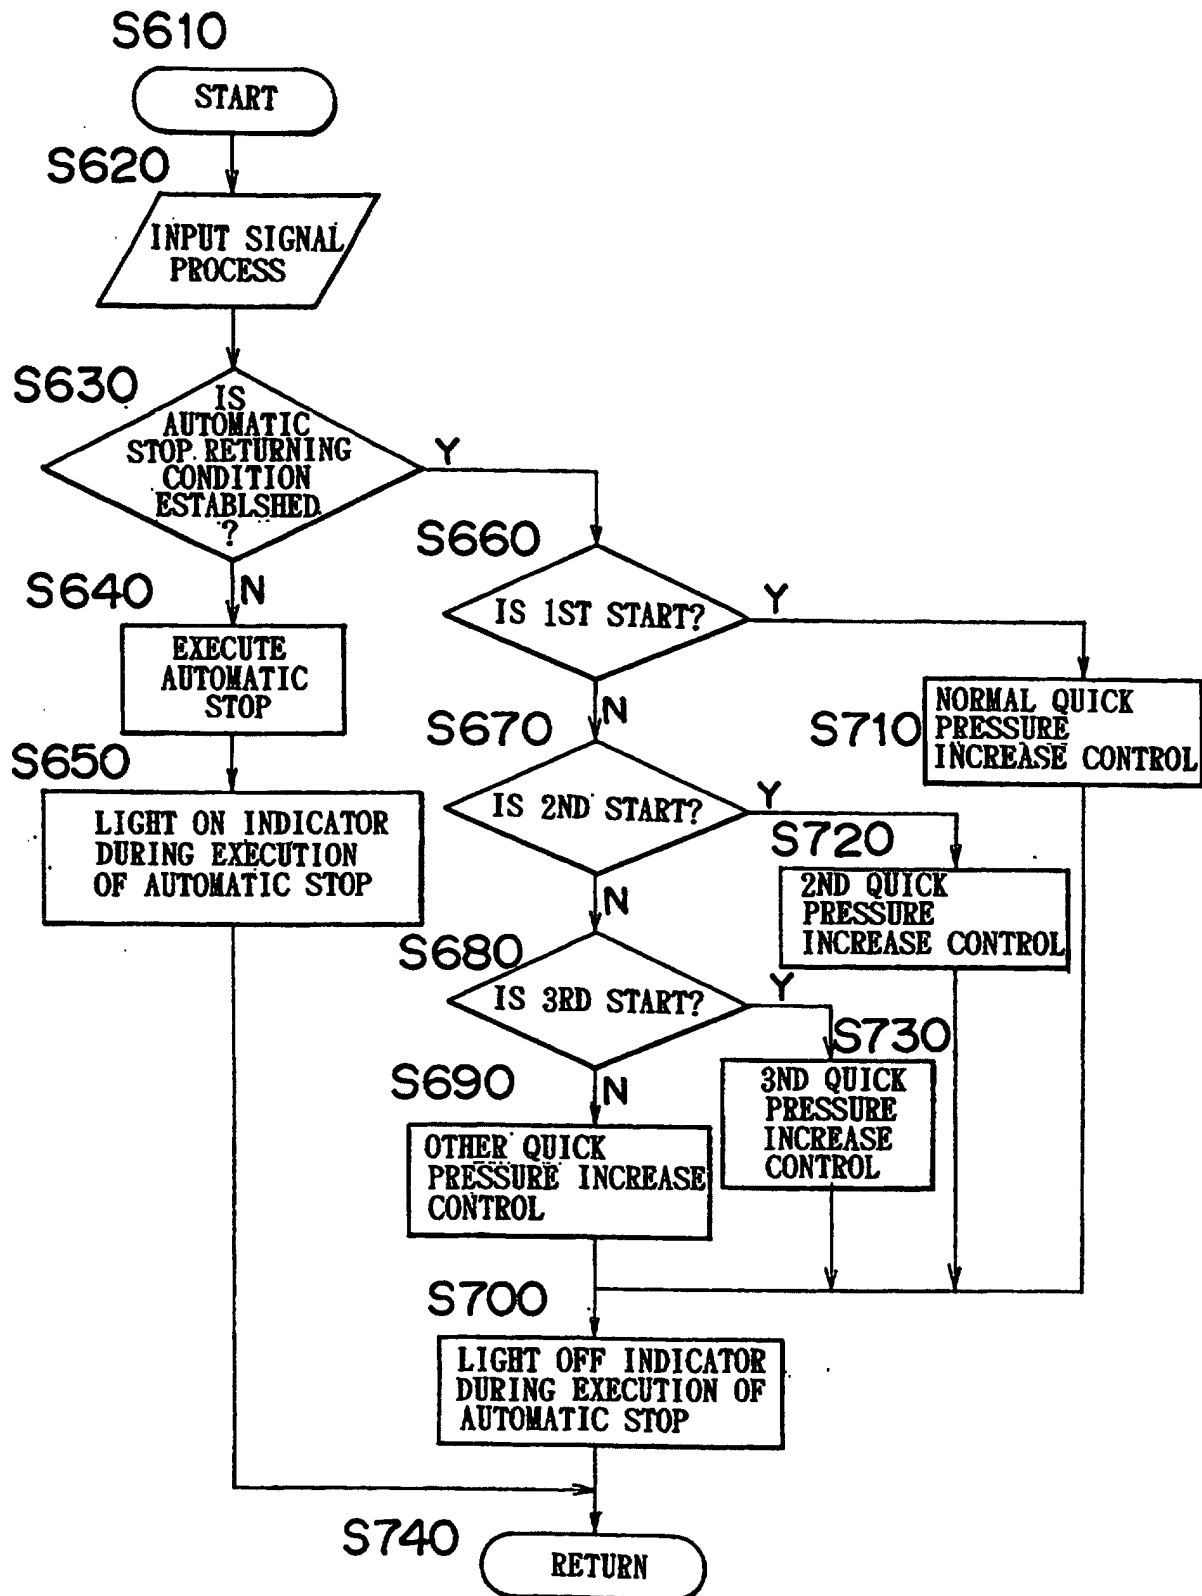 S610
START
S620
INPUT SIGNAL
PROCESS
S630
IS
AUTOMATIC
STOP RETURNING
CONDITION
ESTABLSHED
?
Y
N
S640
EXECUTE
AUTOMATIC
STOP
S650
LIGHT ON INDICATOR
DURING EXECUTION
OF AUTOMATIC STOP
S660
IS 1ST START?
Y
N
S710
NORMAL QUICK
PRESSURE
INCREASE CONTROL
S670
IS 2ND START?
Y
N
S720
2ND QUICK
PRESSURE
INCREASE CONTROL
S680
IS 3RD START?
Y
N
S730
3ND QUICK
PRESSURE
INCREASE
CONTROL
S690
OTHER QUICK
PRESSURE INCREASE
CONTROL
S700
LIGHT OFF INDICATOR
DURING EXECUTION OF
AUTOMATIC STOP
S740
RETURN